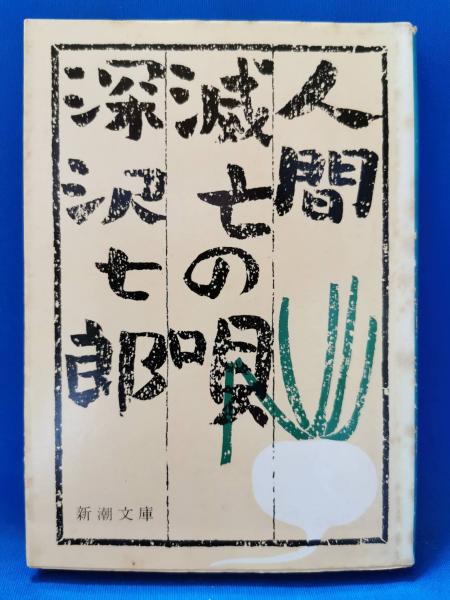 人間
滅亡の唄
深沢七郎
新潮文庫